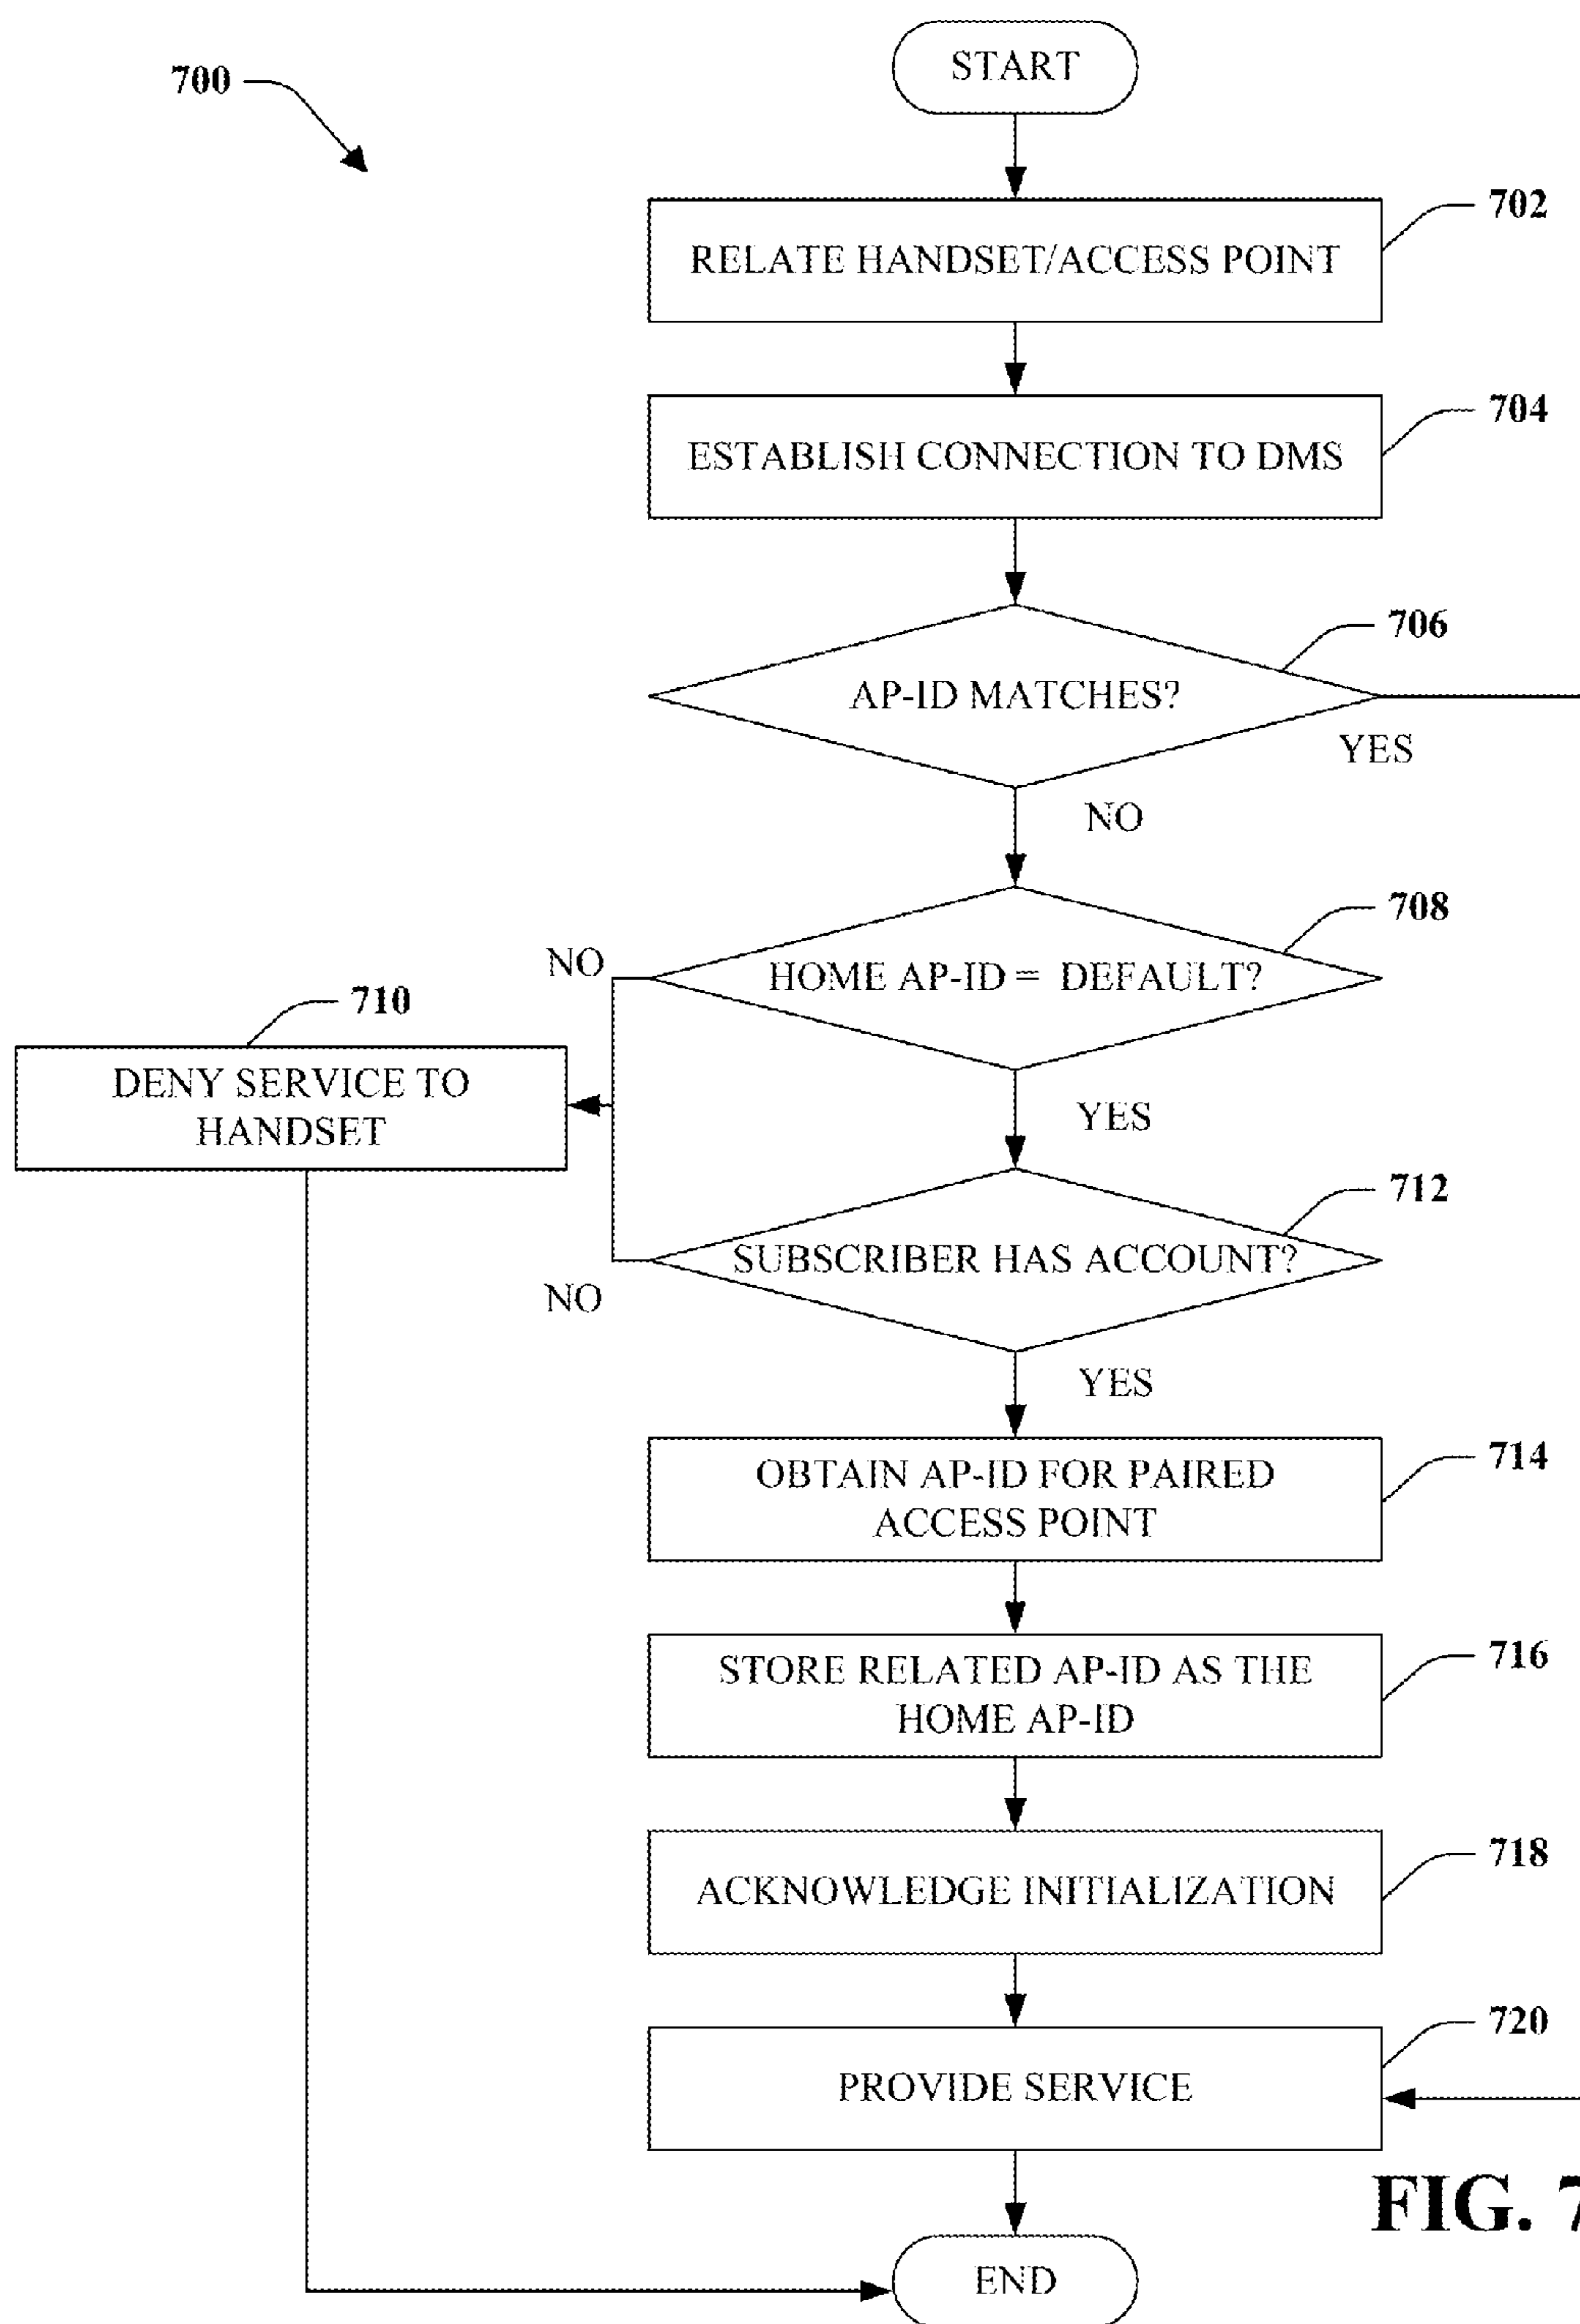 START
700
702
RELATE HANDSET/ACCESS POINT
704
ESTABLISH CONNECTION TO DMS
706
AP-ID MATCHES?
YES
NO
708
NO
HOME AP-ID = DEFAULT?
710
DENY SERVICE TO
HANDSET
YES
712
SUBSCRIBER HAS ACCOUNT?
NO
YES
714
OBTAIN AP-ID FOR PAIRED
ACCESS POINT
716
STORE RELATED AP-ID AS THE
HOME AP-ID
718
ACKNOWLEDGE INITIALIZATION
720
PROVIDE SERVICE
FIG. 7
END